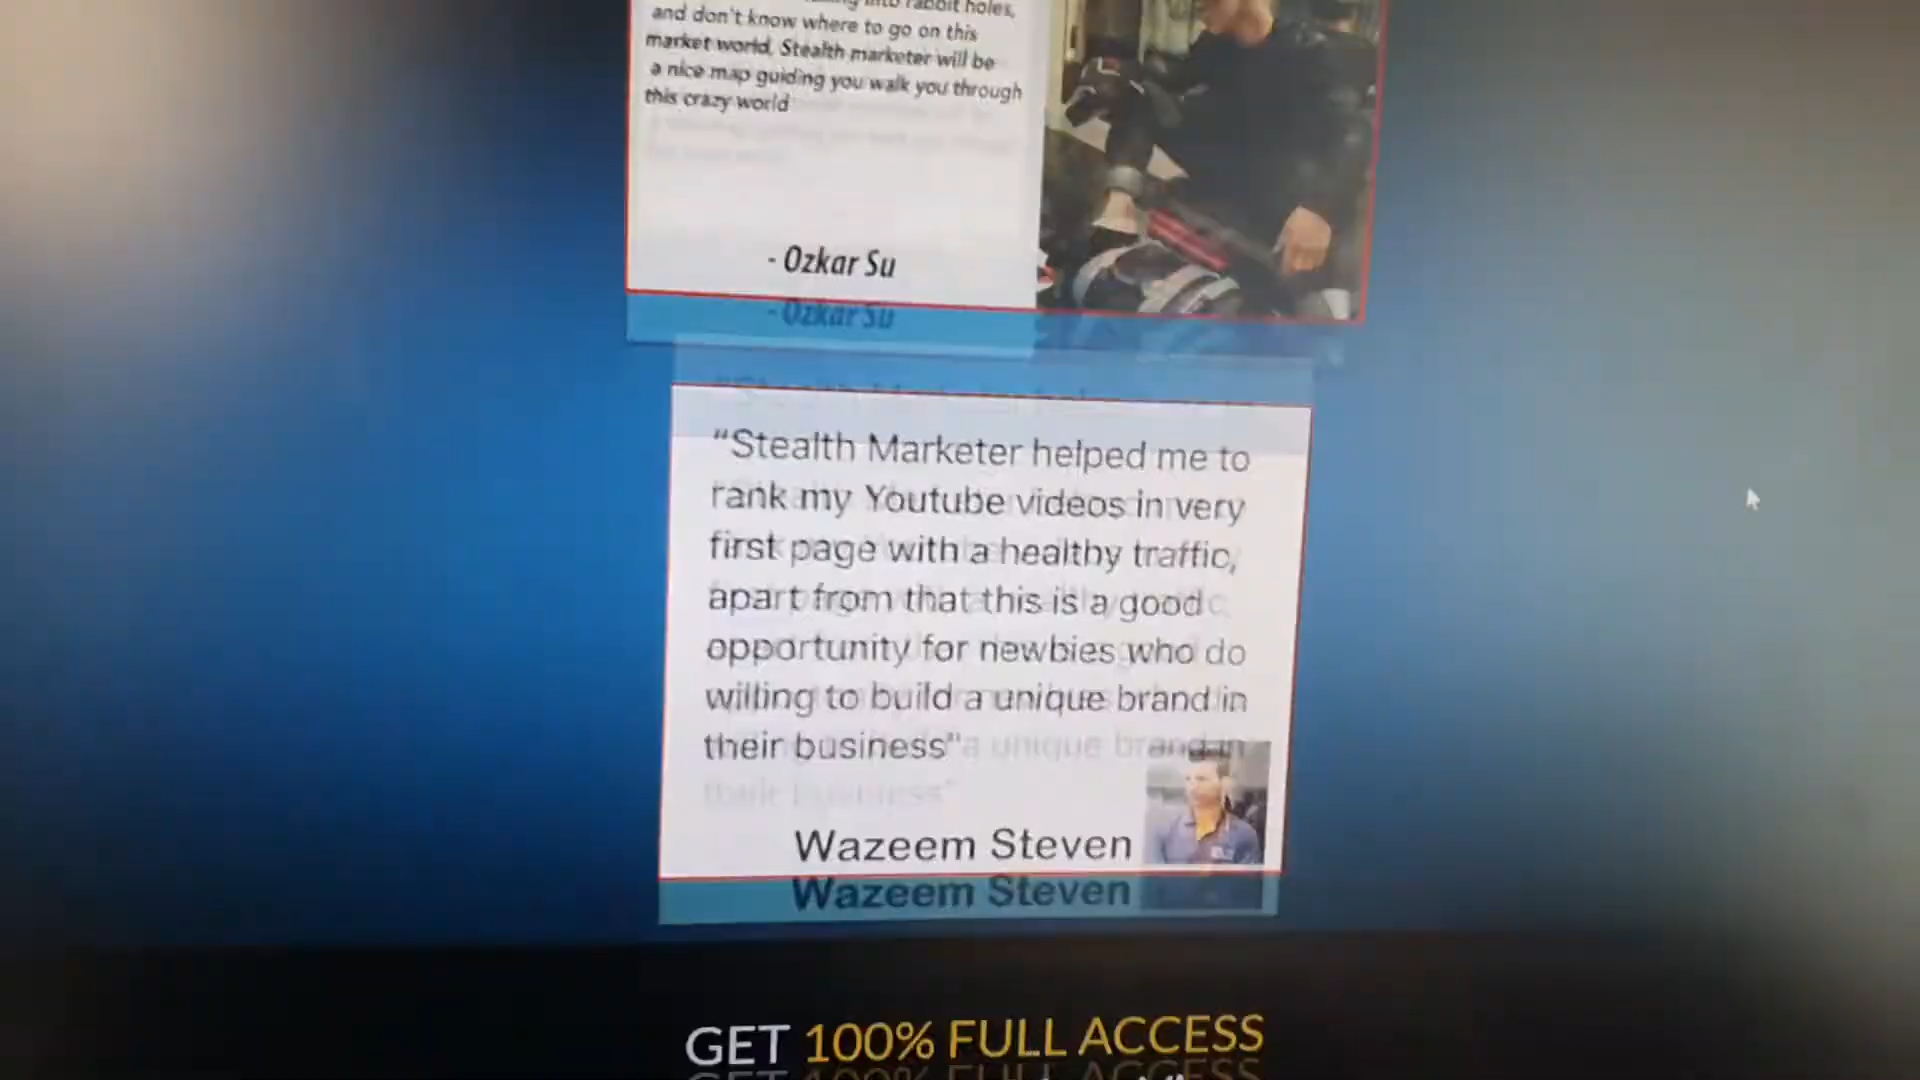 into rabbit holes,
and don't know where to go on this
market world, Stealth marketer will be
a nice map guiding you walk you through
this crazy world
- Ozkar Su
"Stealth Marketer helped me to
rank my Youtube videos in very
first page with a healthy traffic,
apart from that this is a good
opportunity for newbies who do
willing to build a unique brand in
their business"
Wazeem Steven
GET 100% FULL ACCESS